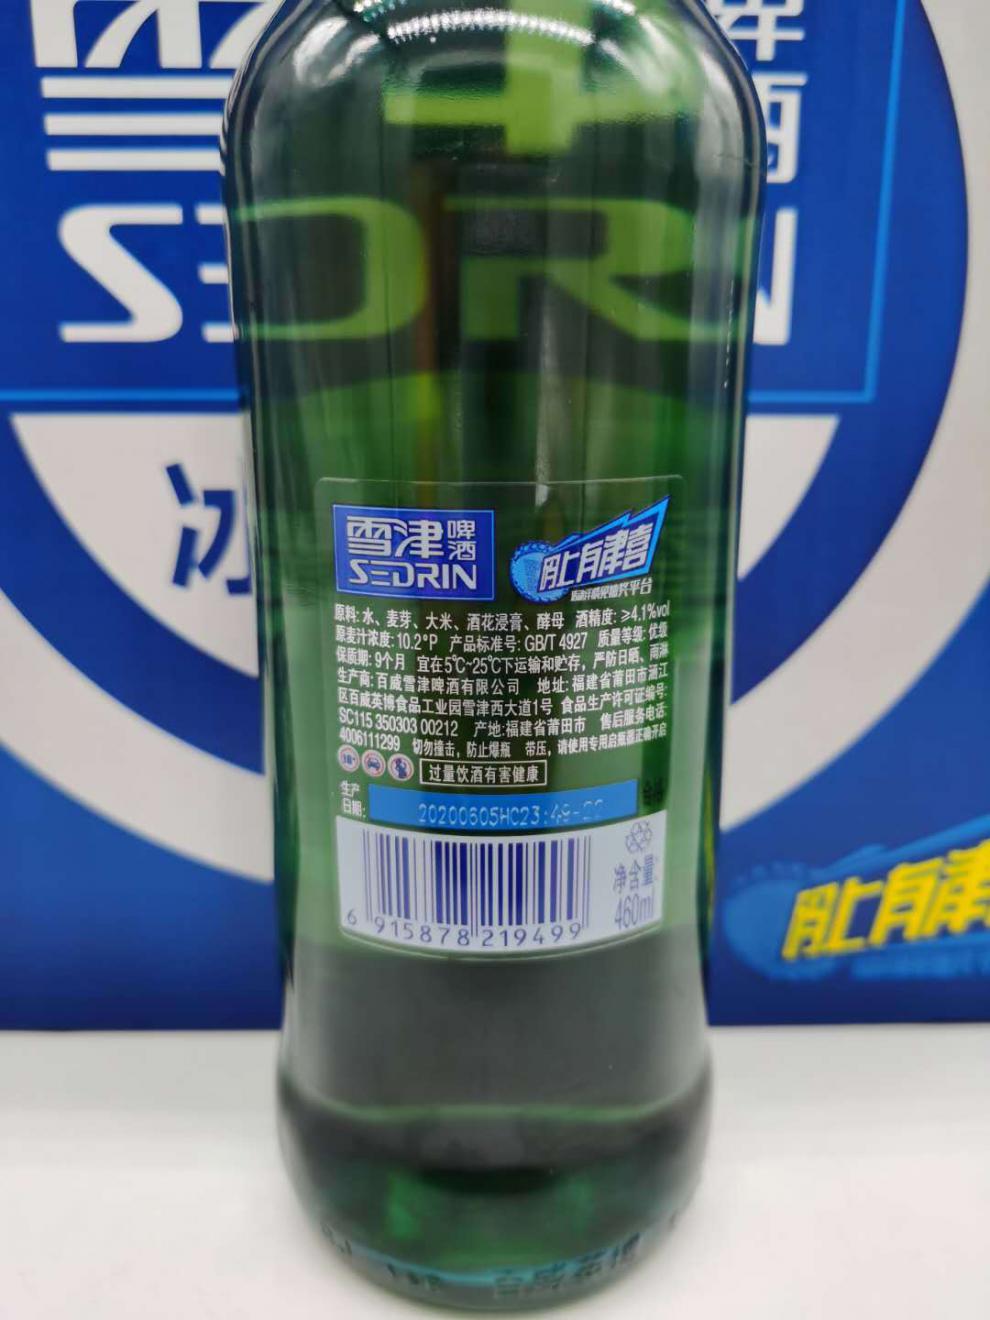 SEDRIN
冰
雪津啤酒
SEDRIN
原料:水、麦芽、大米、酒花浸膏、酵母 酒精度:≥4.1%vol
原麦汁浓度:10.2°P 产品标准号:GB/T 4927 质量等级:优级
保质期:9个月 宜在5℃~25℃下运输和贮存,严防日晒、雨淋
生产商:百威雪津啤酒有限公司 地址:福建省莆田市涵江
区百威英博食品工业园雪津西大道1号 食品生产许可证编号:
SC115 350303 00212 产地:福建省莆田市 售后服务电话:
4006111299 切勿撞击,防止爆瓶 带压,请使用专用启瓶器正确开启
18+
过量饮酒有害健康
生产
日期:
20200605HC23:
净含量:
460ml
6 915878 219499